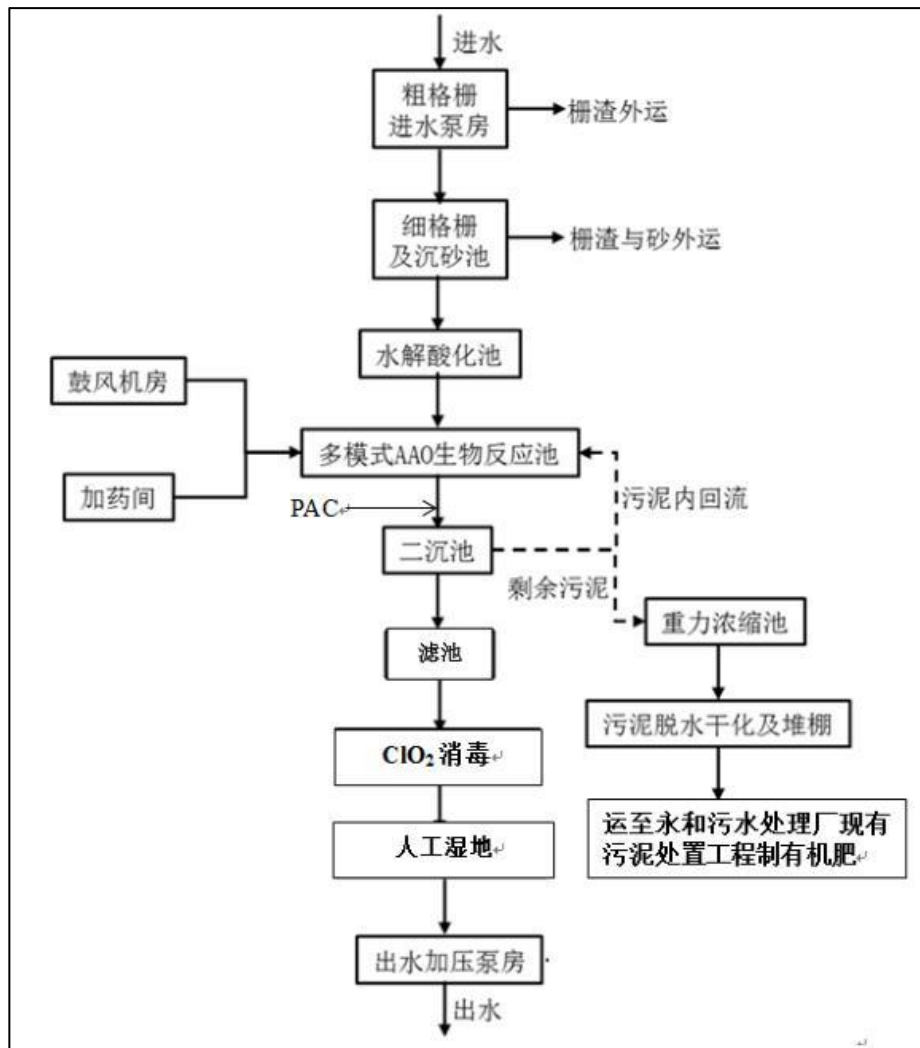 进水
粗格栅
进水泵房
栅渣外运
细格栅
及沉砂池
栅渣与砂外运
水解酸化池
鼓风机房
多模式AAO生物反应池
加药间
PAC
污泥内回流
二沉池
剩余污泥
重力浓缩池
滤池
污泥脱水干化及堆棚
ClO₂消毒
运至永和污水处理厂现有
污泥处置工程制有机肥
人工湿地
出水加压泵房
出水